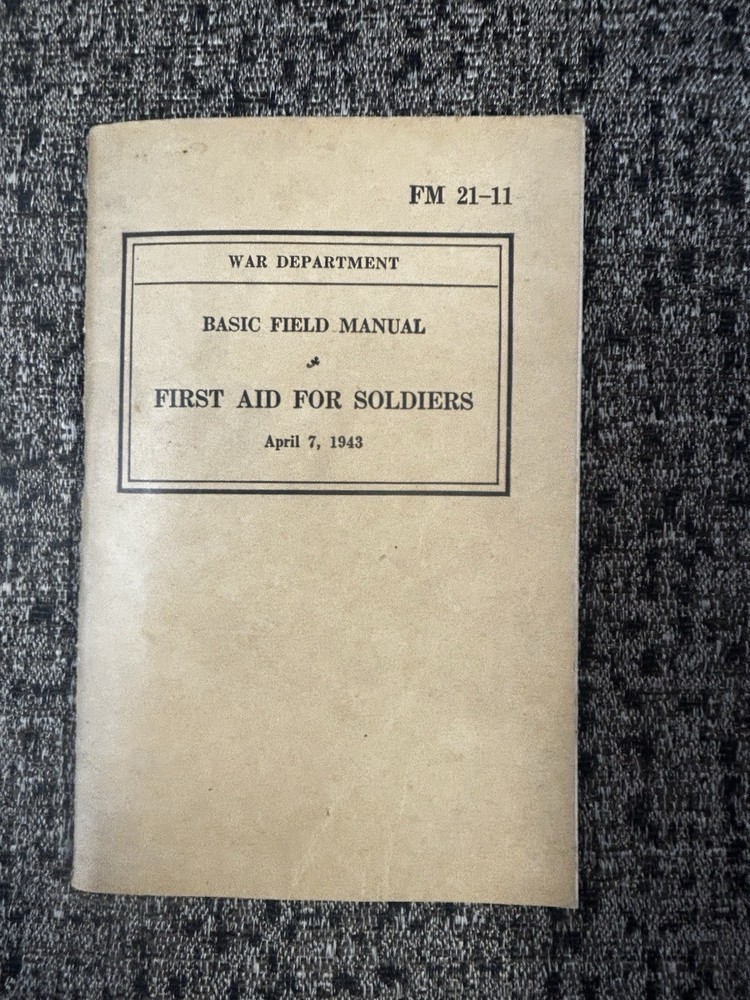 FM 21–11
WAR DEPARTMENT
BASIC FIELD MANUAL
FIRST AID FOR SOLDIERS
April 7, 1943